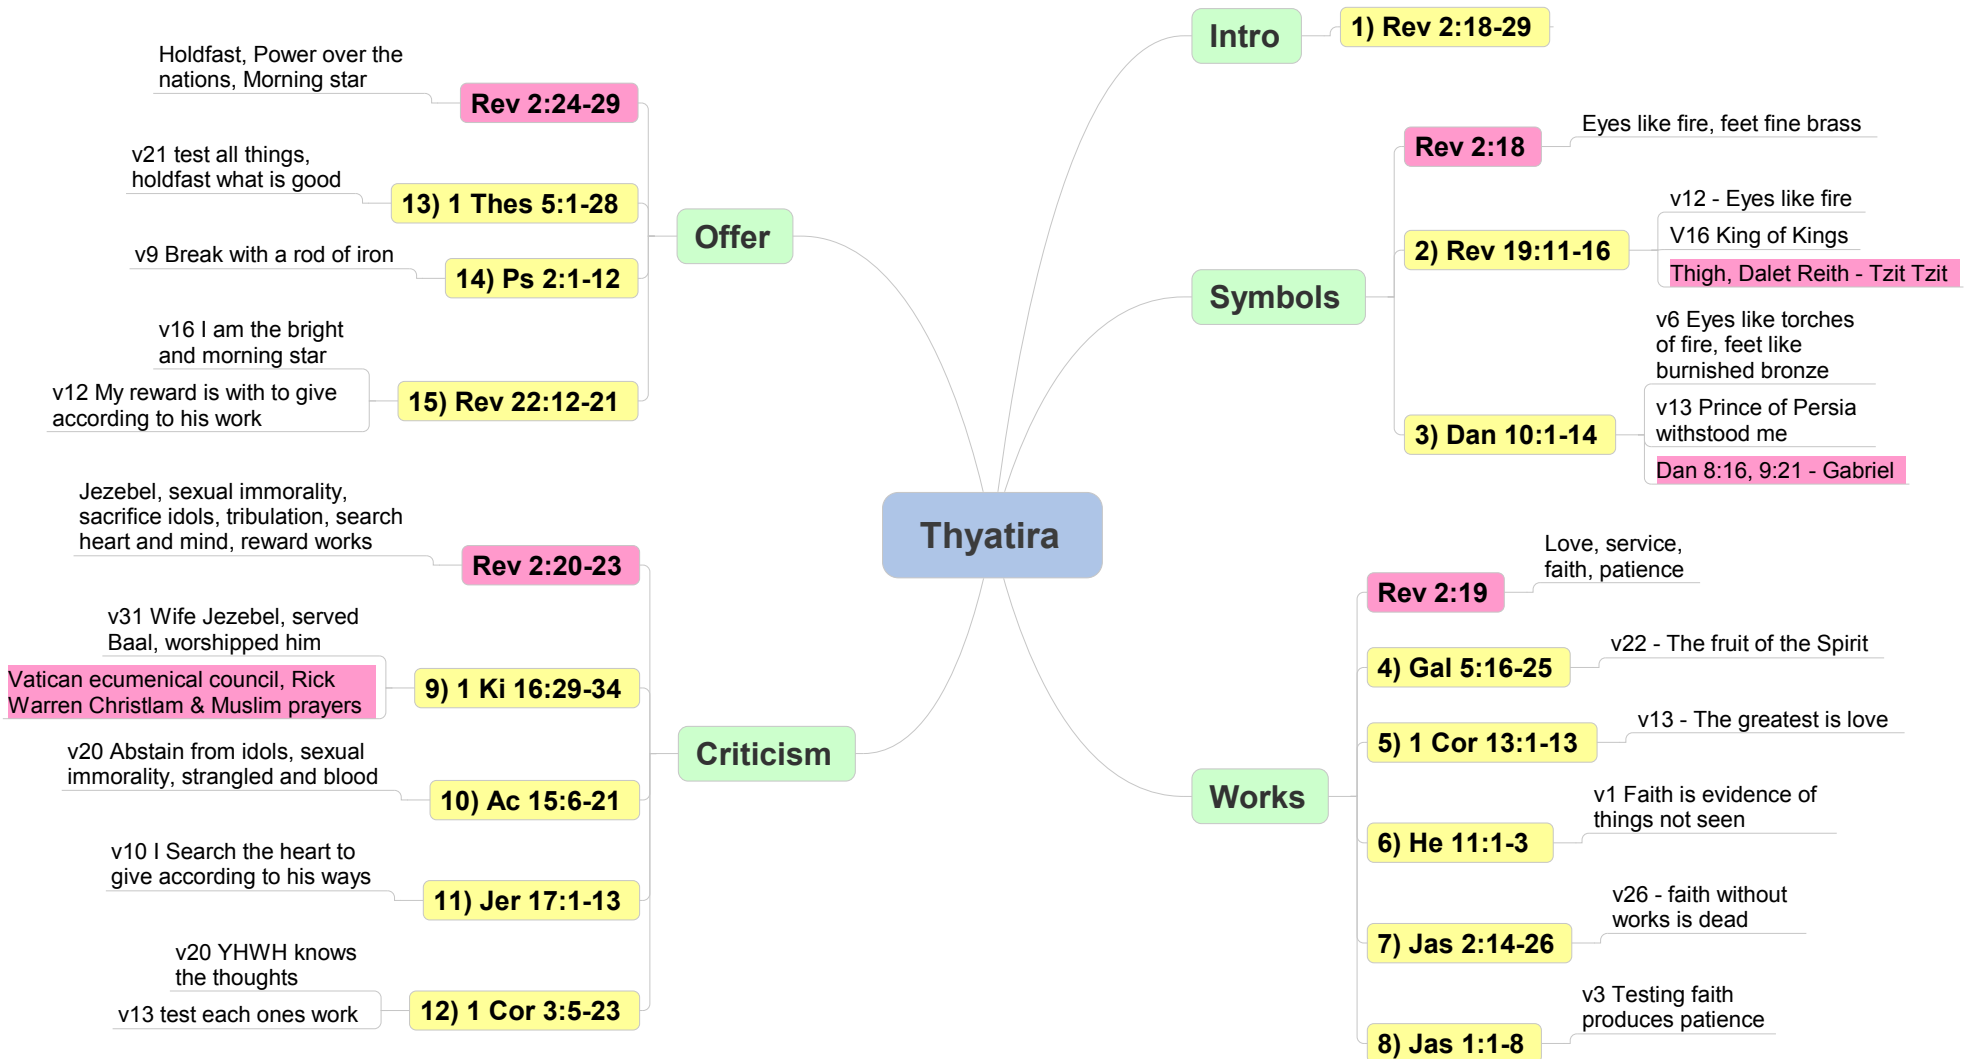 Thyatira
Intro
1) Rev 2:18-29
Symbols
Rev 2:18
Eyes like fire, feet fine brass
2) Rev 19:11-16
v12 - Eyes like fire
V16 King of Kings
Thigh, Dalet Reith - Tzit Tzit
3) Dan 10:1-14
v6 Eyes like torches
of fire, feet like
burnished bronze
v13 Prince of Persia
withstood me
Dan 8:16, 9:21 - Gabriel
Works
Rev 2:19
Love, service,
faith, patience
4) Gal 5:16-25
v22 - The fruit of the Spirit
5) 1 Cor 13:1-13
v13 - The greatest is love
6) He 11:1-3
v1 Faith is evidence of
things not seen
7) Jas 2:14-26
v26 - faith without
works is dead
8) Jas 1:1-8
v3 Testing faith
produces patience
Criticism
Rev 2:20-23
Jezebel, sexual immorality,
sacrifice idols, tribulation, search
heart and mind, reward works
9) 1 Ki 16:29-34
v31 Wife Jezebel, served
Baal, worshipped him
Vatican ecumenical council, Rick
Warren Christlam & Muslim prayers
10) Ac 15:6-21
v20 Abstain from idols, sexual
immorality, strangled and blood
11) Jer 17:1-13
v10 I Search the heart to
give according to his ways
12) 1 Cor 3:5-23
v20 YHWH knows
the thoughts
v13 test each ones work
Offer
Rev 2:24-29
Holdfast, Power over the
nations, Morning star
13) 1 Thes 5:1-28
v21 test all things,
holdfast what is good
14) Ps 2:1-12
v9 Break with a rod of iron
15) Rev 22:12-21
v16 I am the bright
and morning star
v12 My reward is with to give
according to his work